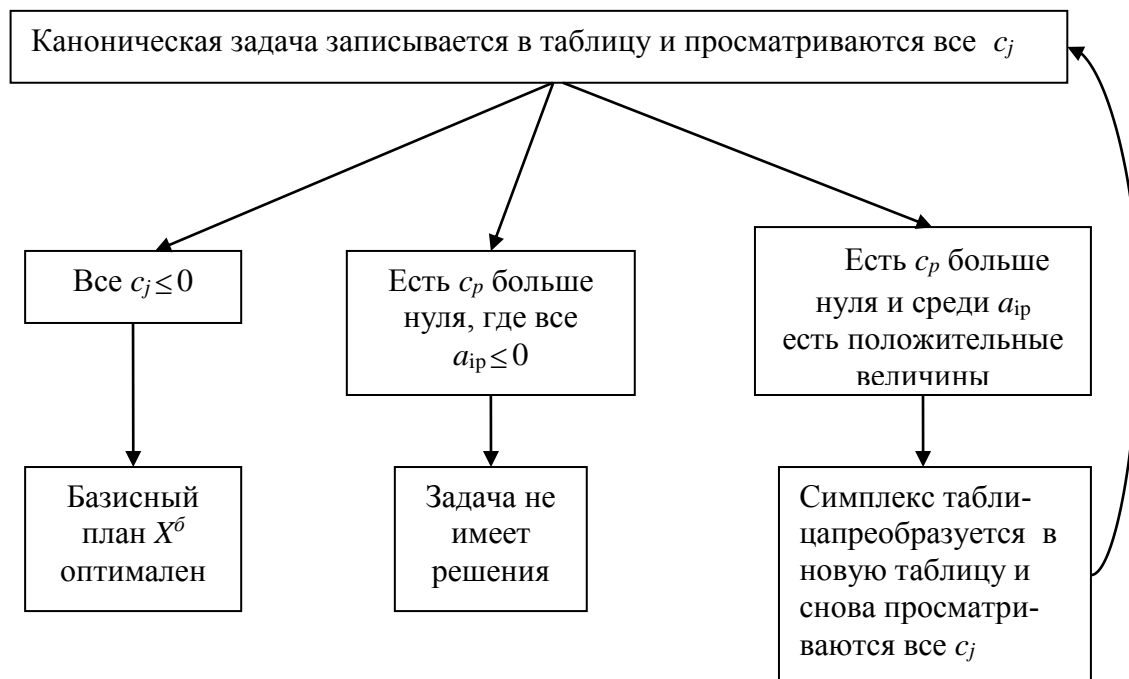 Каноническая задача записывается в таблицу и просматриваются все cj
Все cj ≤ 0
Есть cp больше
нуля, где все
aip ≤ 0
Есть cp больше
нуля и среди aip
есть положительные
величины
Базисный
план Xб
оптимален
Задача не
имеет
решения
Симплекс табли-
цапреобразуется в
новую таблицу и
снова просматри-
ваются все cj